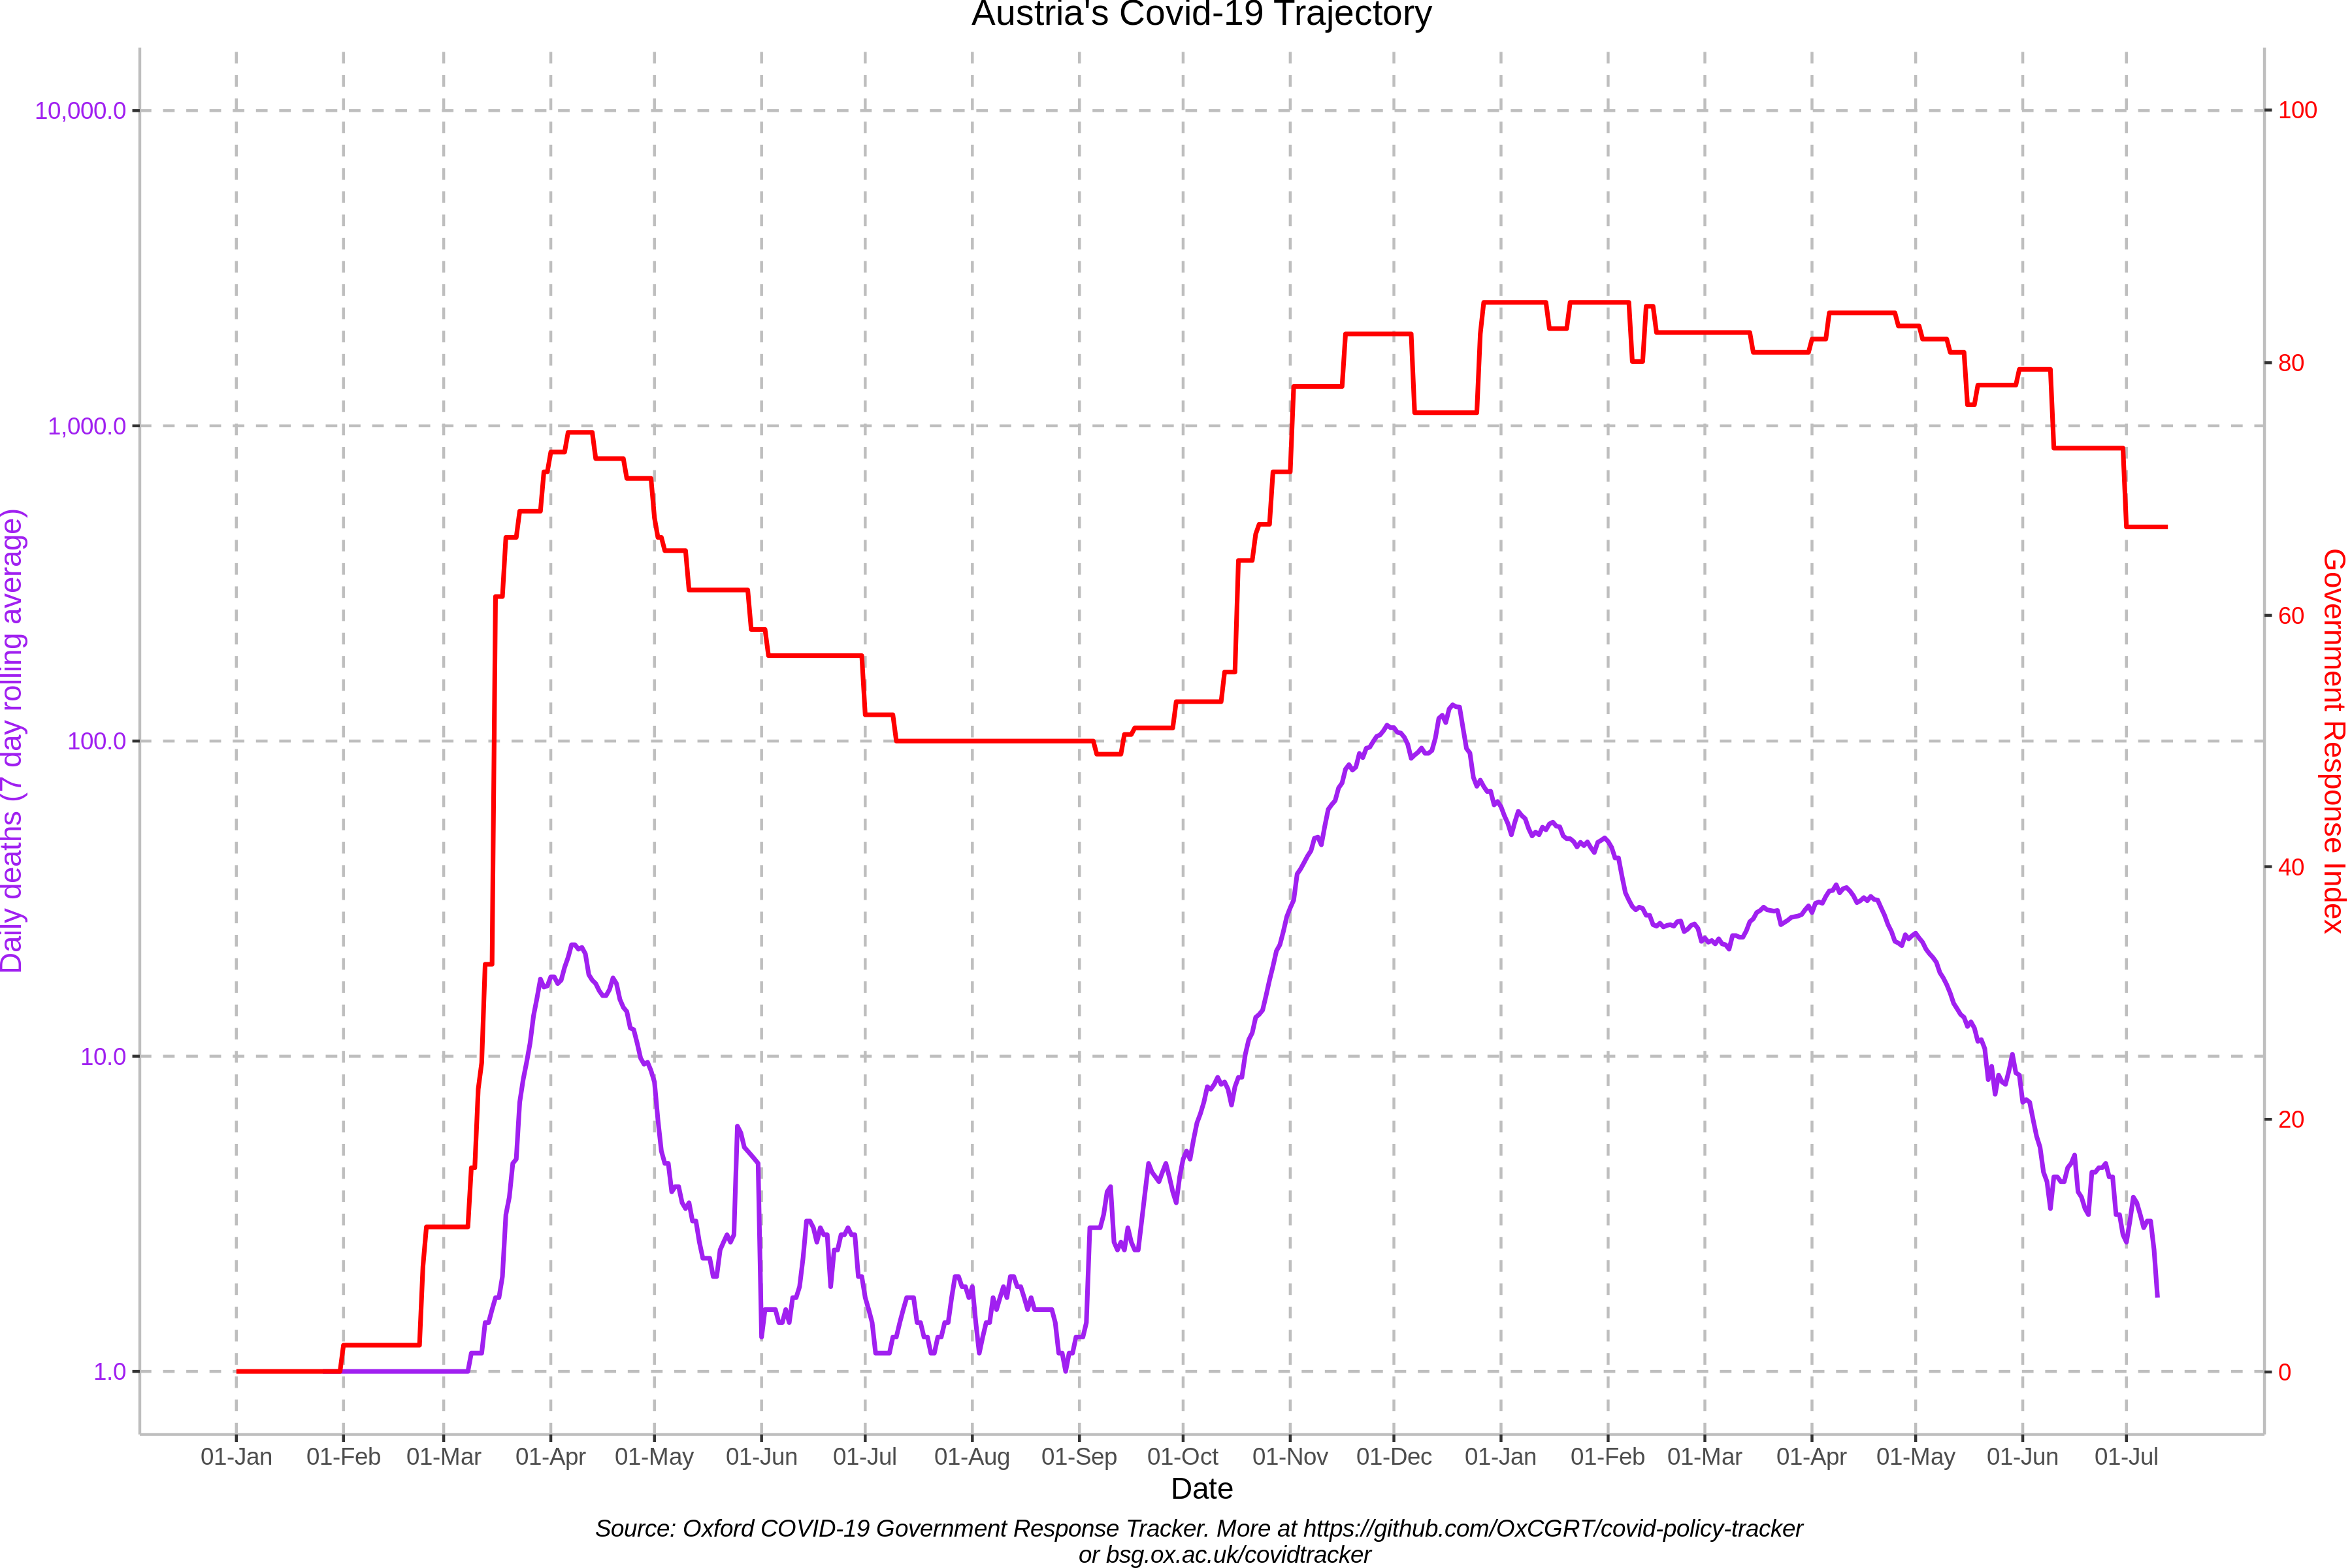 Austria's Covid-19 Trajectory
10,000.0
1,000.0
100.0
10.0
1.0
Daily deaths (7 day rolling average)
100
80
60
40
20
0
Government Response Index
01-Jan 01-Feb 01-Mar 01-Apr 01-May 01-Jun 01-Jul 01-Aug 01-Sep 01-Oct 01-Nov 01-Dec 01-Jan 01-Feb 01-Mar 01-Apr 01-May 01-Jun 01-Jul
Date
Source: Oxford COVID-19 Government Response Tracker. More at https://github.com/OxCGRT/covid-policy-tracker
or bsg.ox.ac.uk/covidtracker